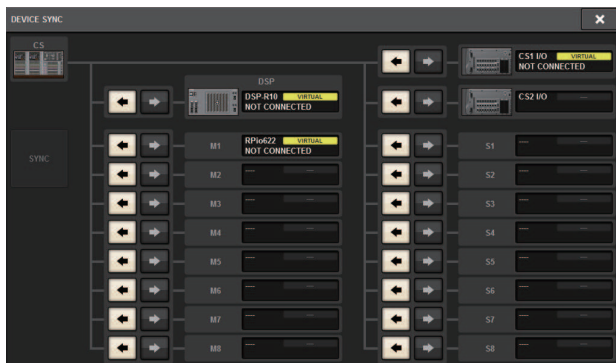 DEVICE SYNC
CS
CS1 I/O VIRTUAL
NOT CONNECTED
DSP
DSP-R10 VIRTUAL
NOT CONNECTED
CS2 I/O ---
SYNC
M1 RPio622 VIRTUAL
NOT CONNECTED
S1 --- ---
M2 --- ---
S2 --- ---
M3 --- ---
S3 --- ---
M4 --- ---
S4 --- ---
M5 --- ---
S5 --- ---
M6 --- ---
S6 --- ---
M7 --- ---
S7 --- ---
M8 --- ---
S8 --- ---